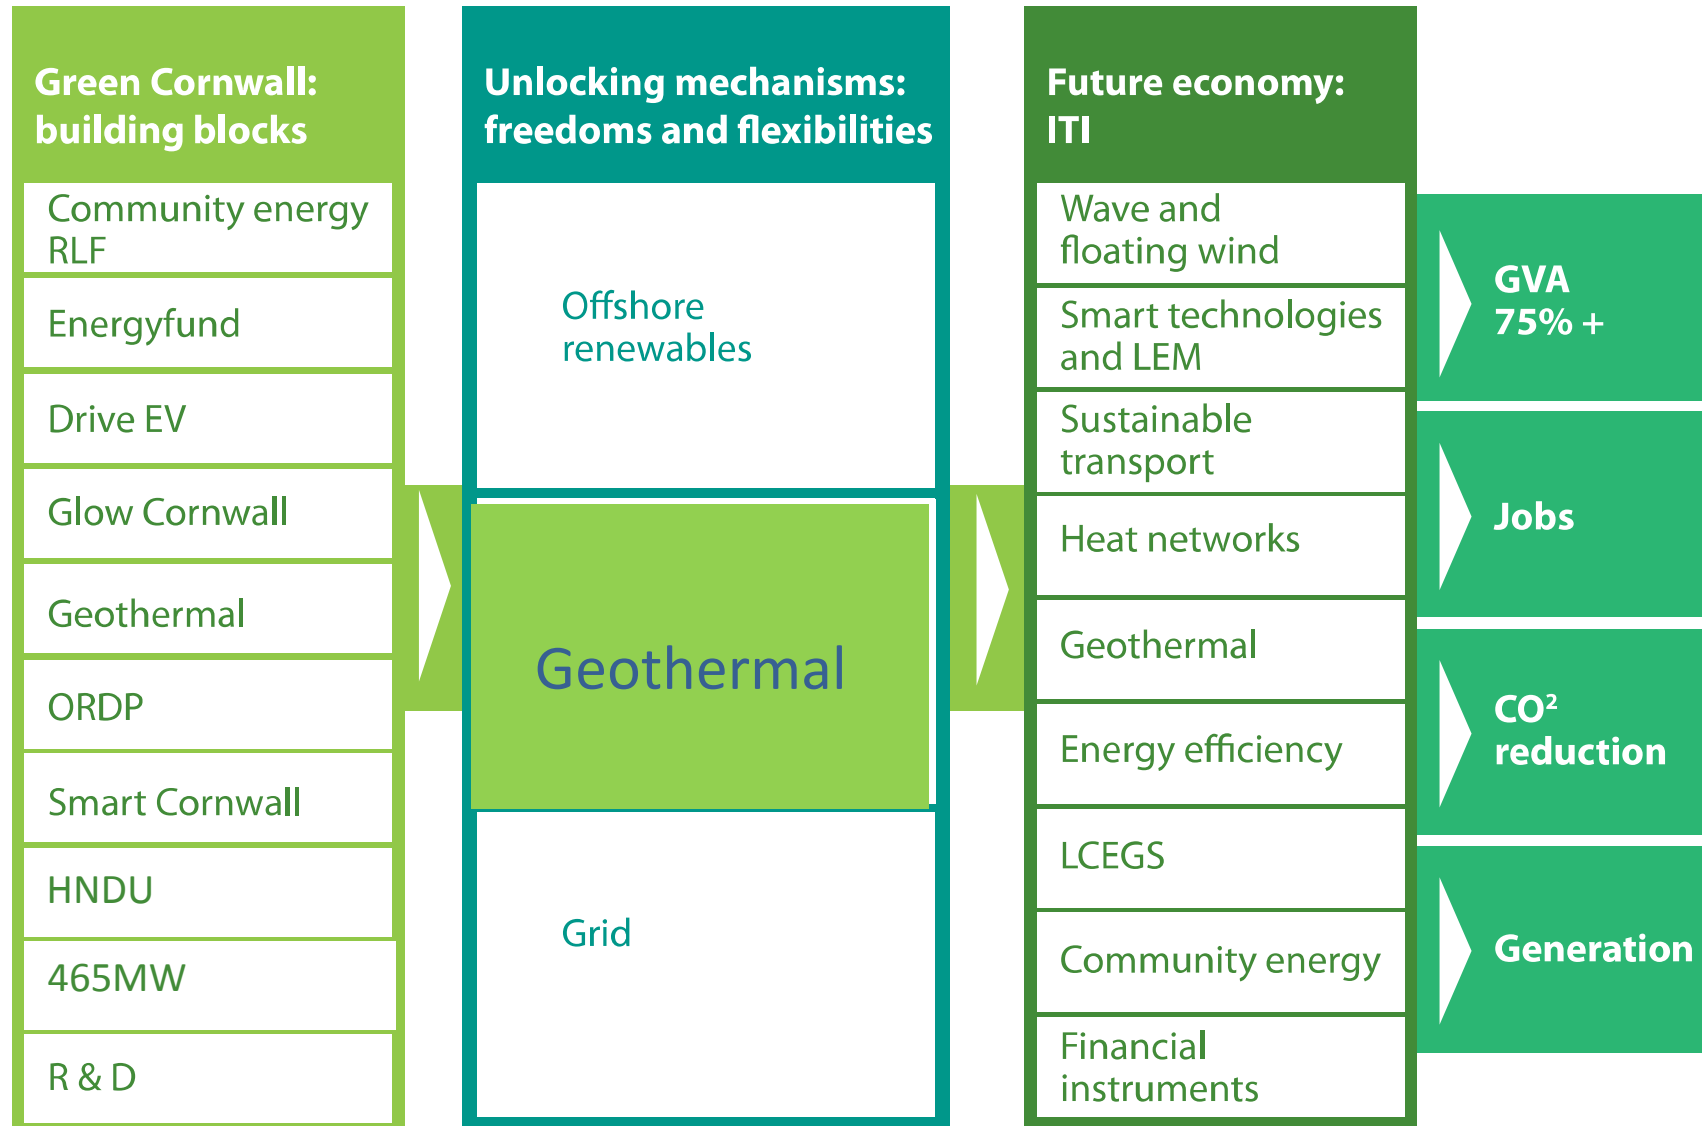 Green Cornwall:
building blocks
Community energy
RLF
Energyfund
Drive EV
Glow Cornwall
Geothermal
ORDP
Smart Cornwall
HNDU
465MW
R & D
Unlocking mechanisms:
freedoms and flexibilities
Offshore
renewables
Geothermal
Grid
Future economy:
ITI
Wave and
floating wind
Smart technologies
and LEM
Sustainable
transport
Heat networks
Geothermal
Energy efficiency
LCEGS
Community energy
Financial
instruments
GVA
75% +
Jobs
CO²
reduction
Generation